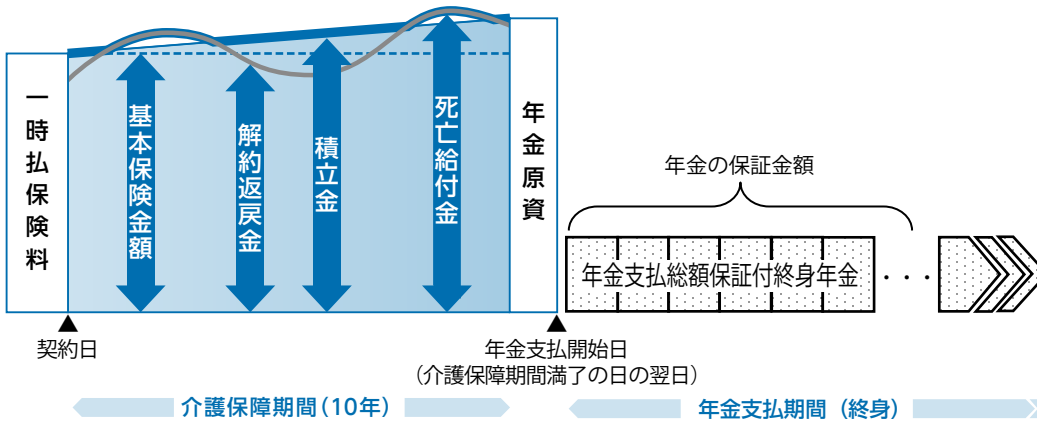 一時払保険料
基本保険金額
解約返戻金
積立金
死亡給付金
年金原資
年金の保証金額
年金支払総額保証付終身年金
・・・
契約日
年金支払開始日
（介護保障期間満了の日の翌日）
介護保障期間（10年）
年金支払期間（終身）